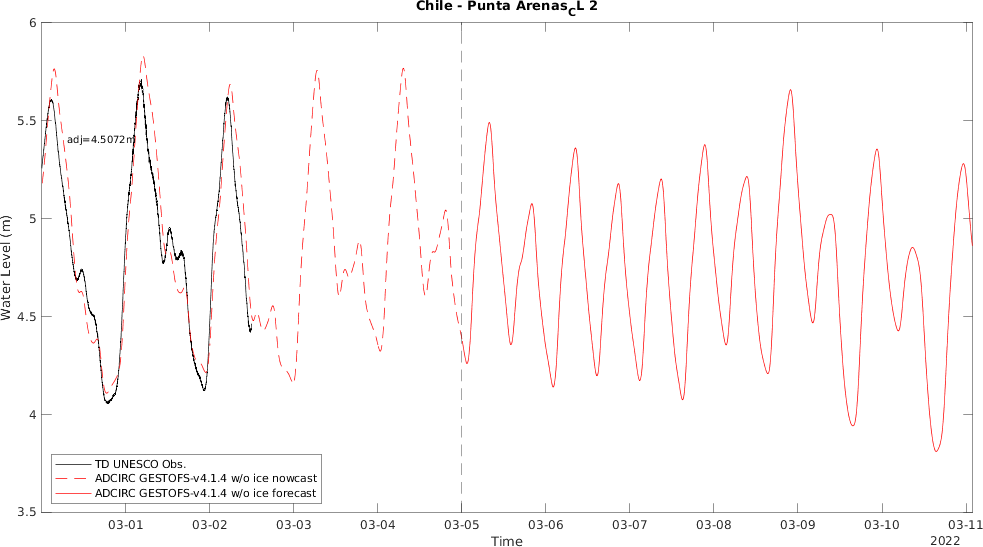 Chile - Punta Arenas_CL 2
6
5.5
5
4.5
4
3.5
Water Level (m)
adj=4.5072m
TD UNESCO Obs.
ADCIRC GESTOFS-v4.1.4 w/o ice nowcast
ADCIRC GESTOFS-v4.1.4 w/o ice forecast
03-01 03-02 03-03 03-04 03-05 03-06 03-07 03-08 03-09 03-10 03-11
Time
2022